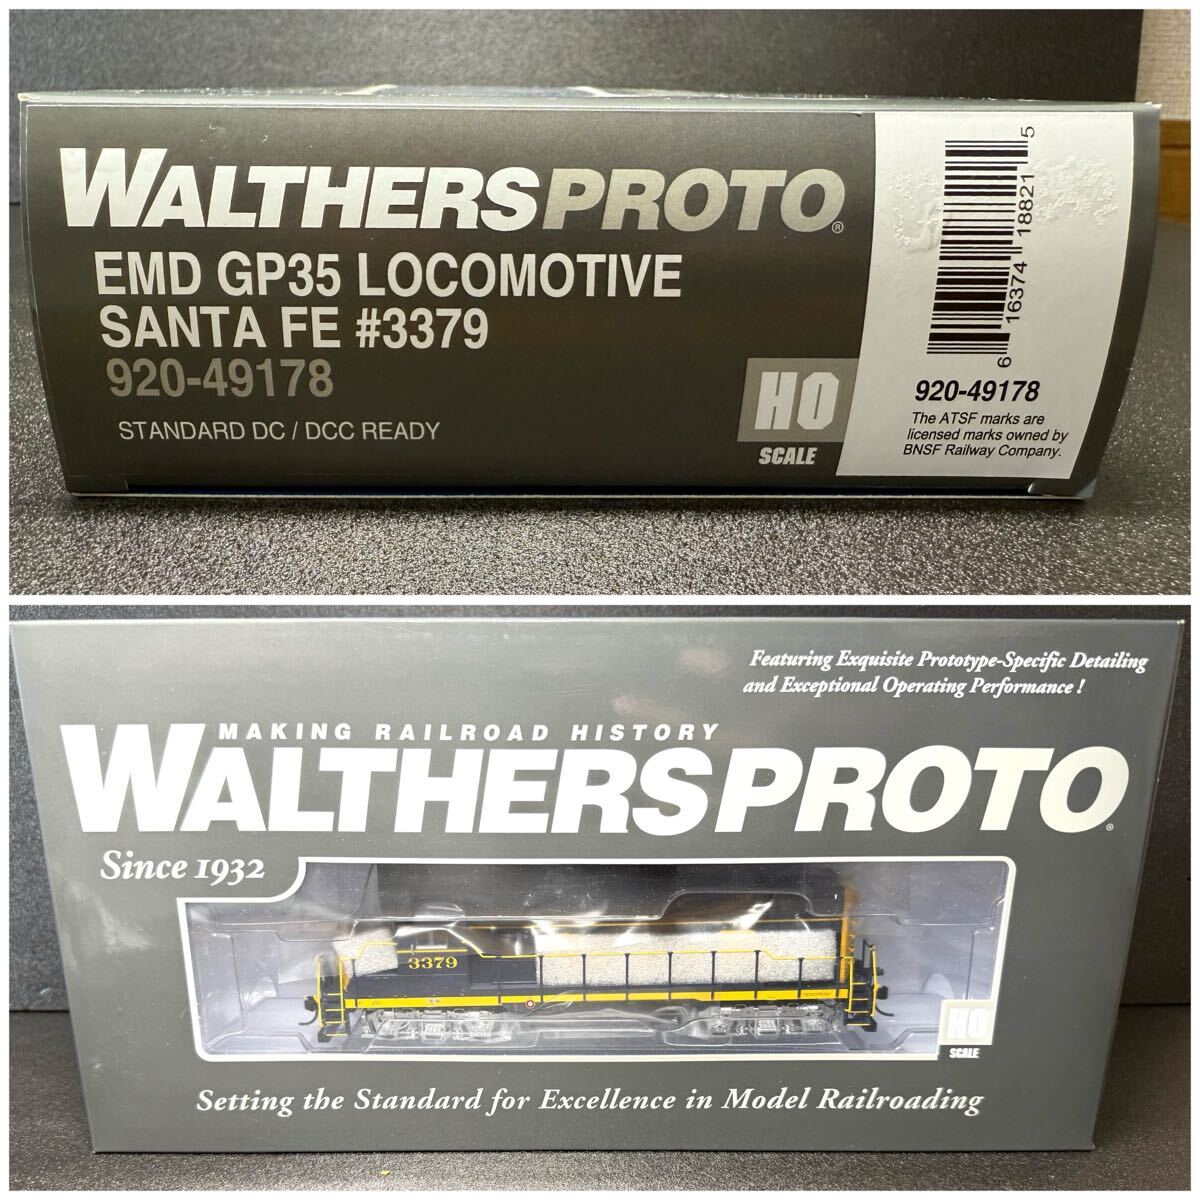 WALTHERSPROTO®
EMD GP35 LOCOMOTIVE
SANTA FE #3379
920-49178
STANDARD DC / DCC READY
HO
SCALE
6 16374 18821 5
920-49178
The ATSF marks are
licensed marks owned by
BNSF Railway Company.
Featuring Exquisite Prototype-Specific Detailing
and Exceptional Operating Performance !
MAKING RAILROAD HISTORY
WALTHERSPROTO®
Since 1932
3379
HO
SCALE
Setting the Standard for Excellence in Model Railroading